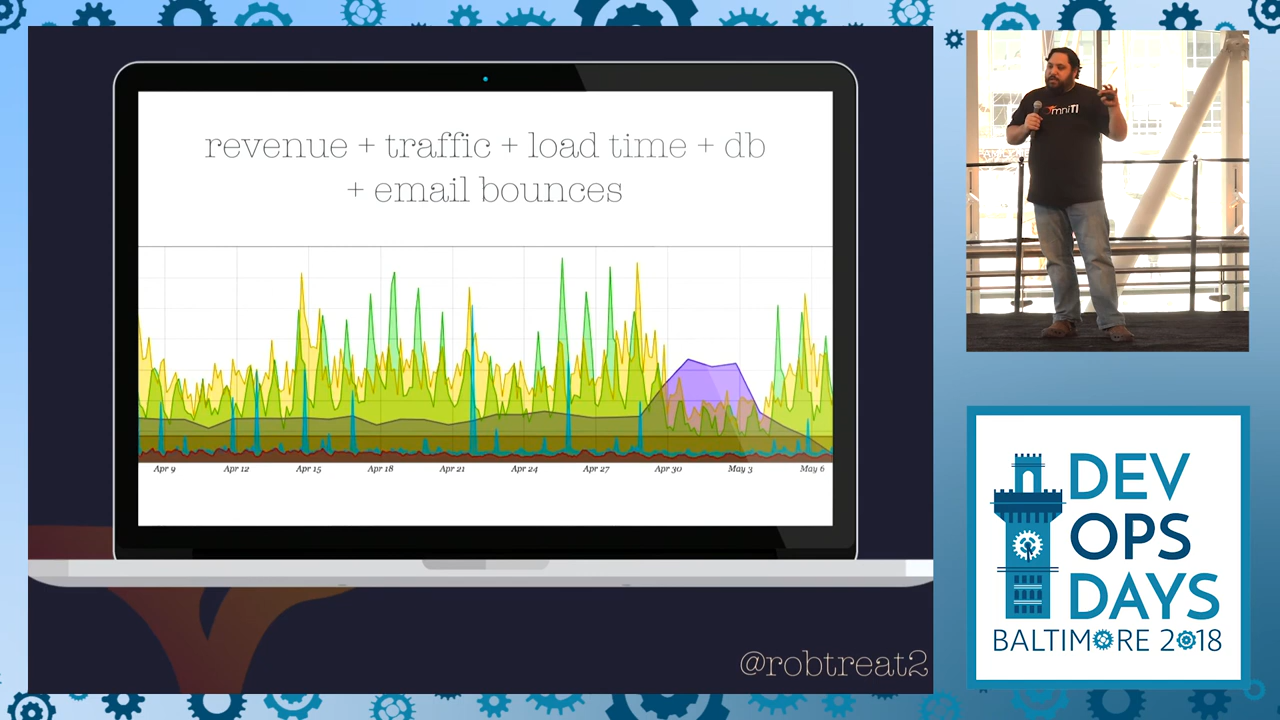 revenue + traffic + load time + db
+ email bounces
Apr 9 Apr 12 Apr 15 Apr 18 Apr 21 Apr 24 Apr 27 Apr 30 May 3 May 6
@robtreat2
OmniTI
DEV
OPS
DAYS
BALTIMORE 2018